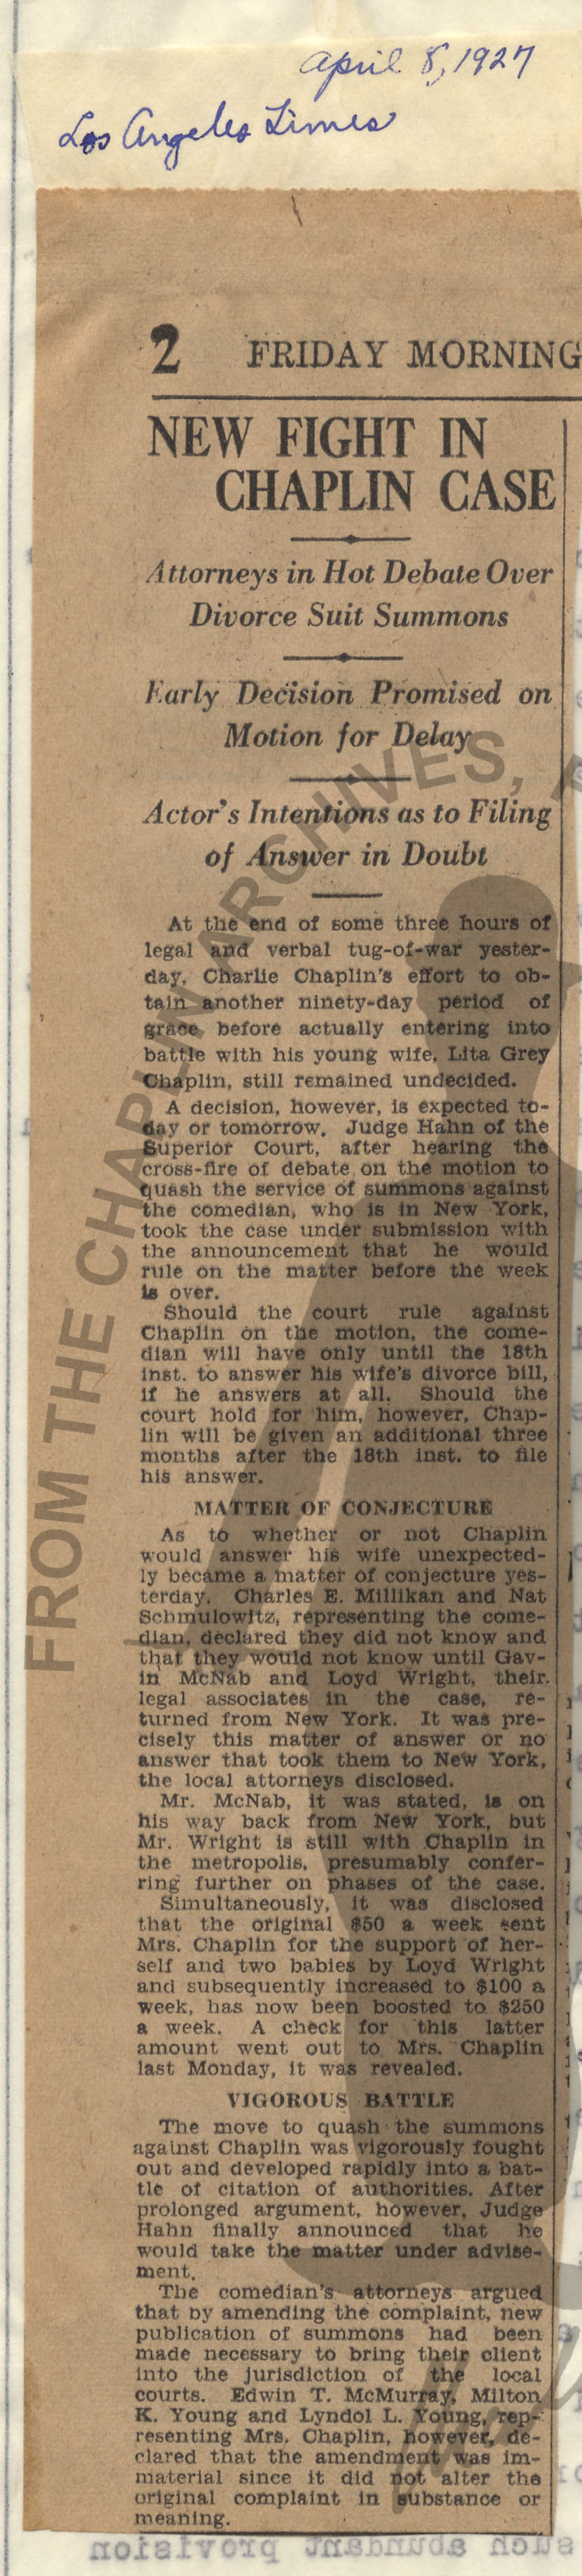 April 8, 1927
Los Angeles Times
2 FRIDAY MORNING
NEW FIGHT IN
CHAPLIN CASE
Attorneys in Hot Debate Over
Divorce Suit Summons
Early Decision Promised on
Motion for Delay
Actor's Intentions as to Filing
of Answer in Doubt
At the end of some three hours of
legal and verbal tug-of-war yester-
day, Charlie Chaplin's effort to ob-
tain another ninety-day period of
grace before actually entering into
battle with his young wife, Lita Grey
Chaplin, still remained undecided.
A decision, however, is expected to-
day or tomorrow. Judge Hahn of the
Superior Court, after hearing the
cross-fire of debate on the motion to
quash the service of summons against
the comedian, who is in New York,
took the case under submission with
the announcement that he would
rule on the matter before the week
is over.
Should the court rule against
Chaplin on the motion, the come-
dian will have only until the 18th
inst. to answer his wife's divorce bill,
if he answers at all. Should the
court hold for him, however, Chap-
lin will be given an additional three
months after the 18th inst. to file
his answer.
MATTER OF CONJECTURE
As to whether or not Chaplin
would answer his wife unexpected-
ly became a matter of conjecture yes-
terday. Charles E. Millikan and Nat
Schmulowitz, representing the come-
dian, declared they did not know and
that they would not know until Gav-
in McNab and Loyd Wright, their
legal associates in the case, re-
turned from New York. It was pre-
cisely this matter of answer or no
answer that took them to New York,
the local attorneys disclosed.
Mr. McNab, it was stated, is on
his way back from New York, but
Mr. Wright is still with Chaplin in
the metropolis, presumably confer-
ring further on phases of the case.
Simultaneously, it was disclosed
that the original $50 a week sent
Mrs. Chaplin for the support of her-
self and two babies by Loyd Wright
and subsequently increased to $100 a
week, has now been boosted to $250
a week. A check for this latter
amount went out to Mrs. Chaplin
last Monday, it was revealed.
VIGOROUS BATTLE
The move to quash the summons
against Chaplin was vigorously fought
out and developed rapidly into a bat-
tle of citation of authorities. After
prolonged argument, however, Judge
Hahn finally announced that he
would take the matter under advise-
ment.
The comedian's attorneys argued
that by amending the complaint, new
publication of summons had been
made necessary to bring their client
into the jurisdiction of the local
courts. Edwin T. McMurray, Milton
K. Young and Lyndol L. Young, rep-
resenting Mrs. Chaplin, however, de-
clared that the amendment was im-
material since it did not alter the
original complaint in substance or
meaning.
such abundant provision
FROM THE CHAPLIN ARCHIVES,